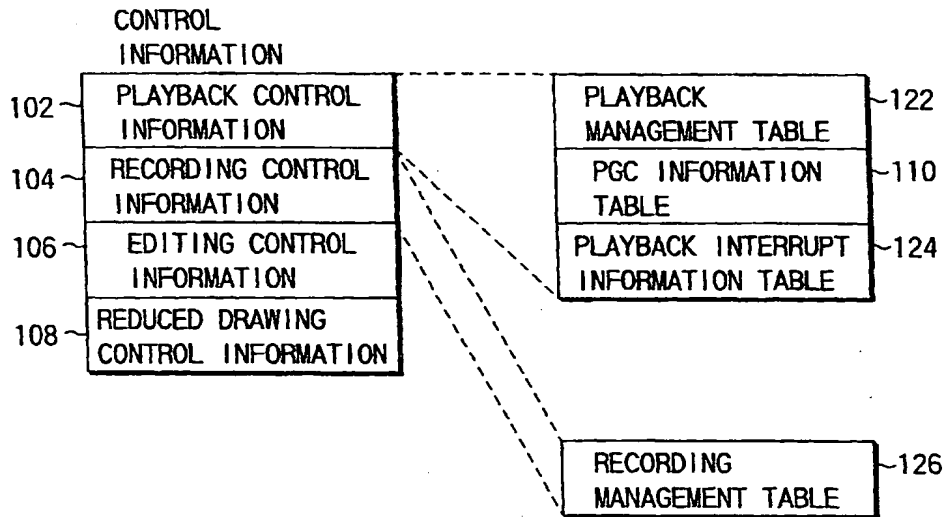 CONTROL
INFORMATION
102
PLAYBACK CONTROL
INFORMATION
104
RECORDING CONTROL
INFORMATION
106
EDITING CONTROL
INFORMATION
108
REDUCED DRAWING
CONTROL INFORMATION
PLAYBACK
MANAGEMENT TABLE
122
PGC INFORMATION
TABLE
110
PLAYBACK INTERRUPT
INFORMATION TABLE
124
RECORDING
MANAGEMENT TABLE
126